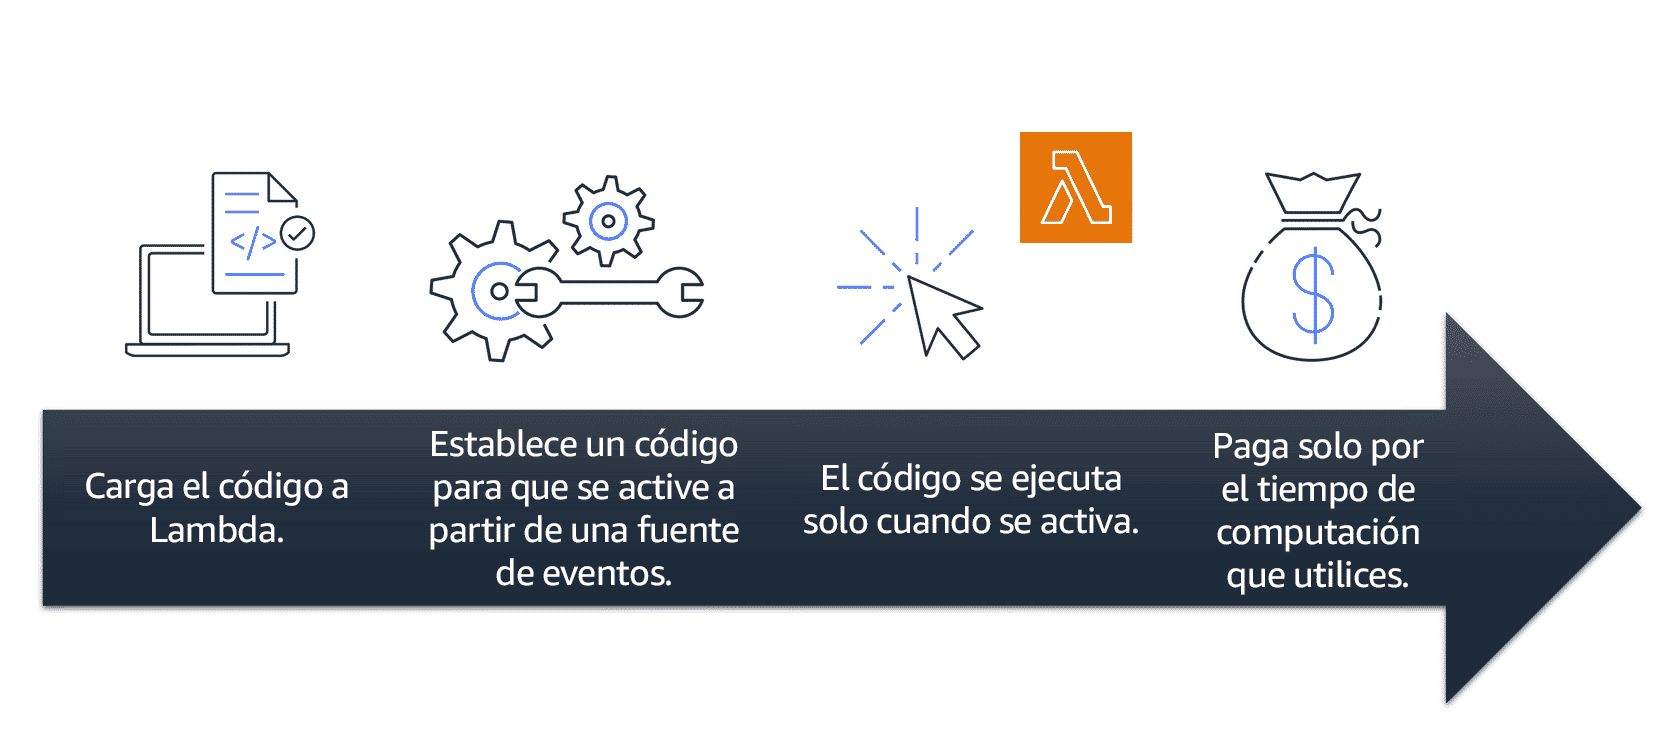 </>
$
Carga el código a
Lambda.
Establece un código
para que se active a
partir de una fuente
de eventos.
El código se ejecuta
solo cuando se activa.
Paga solo por
el tiempo de
computación
que utilices.